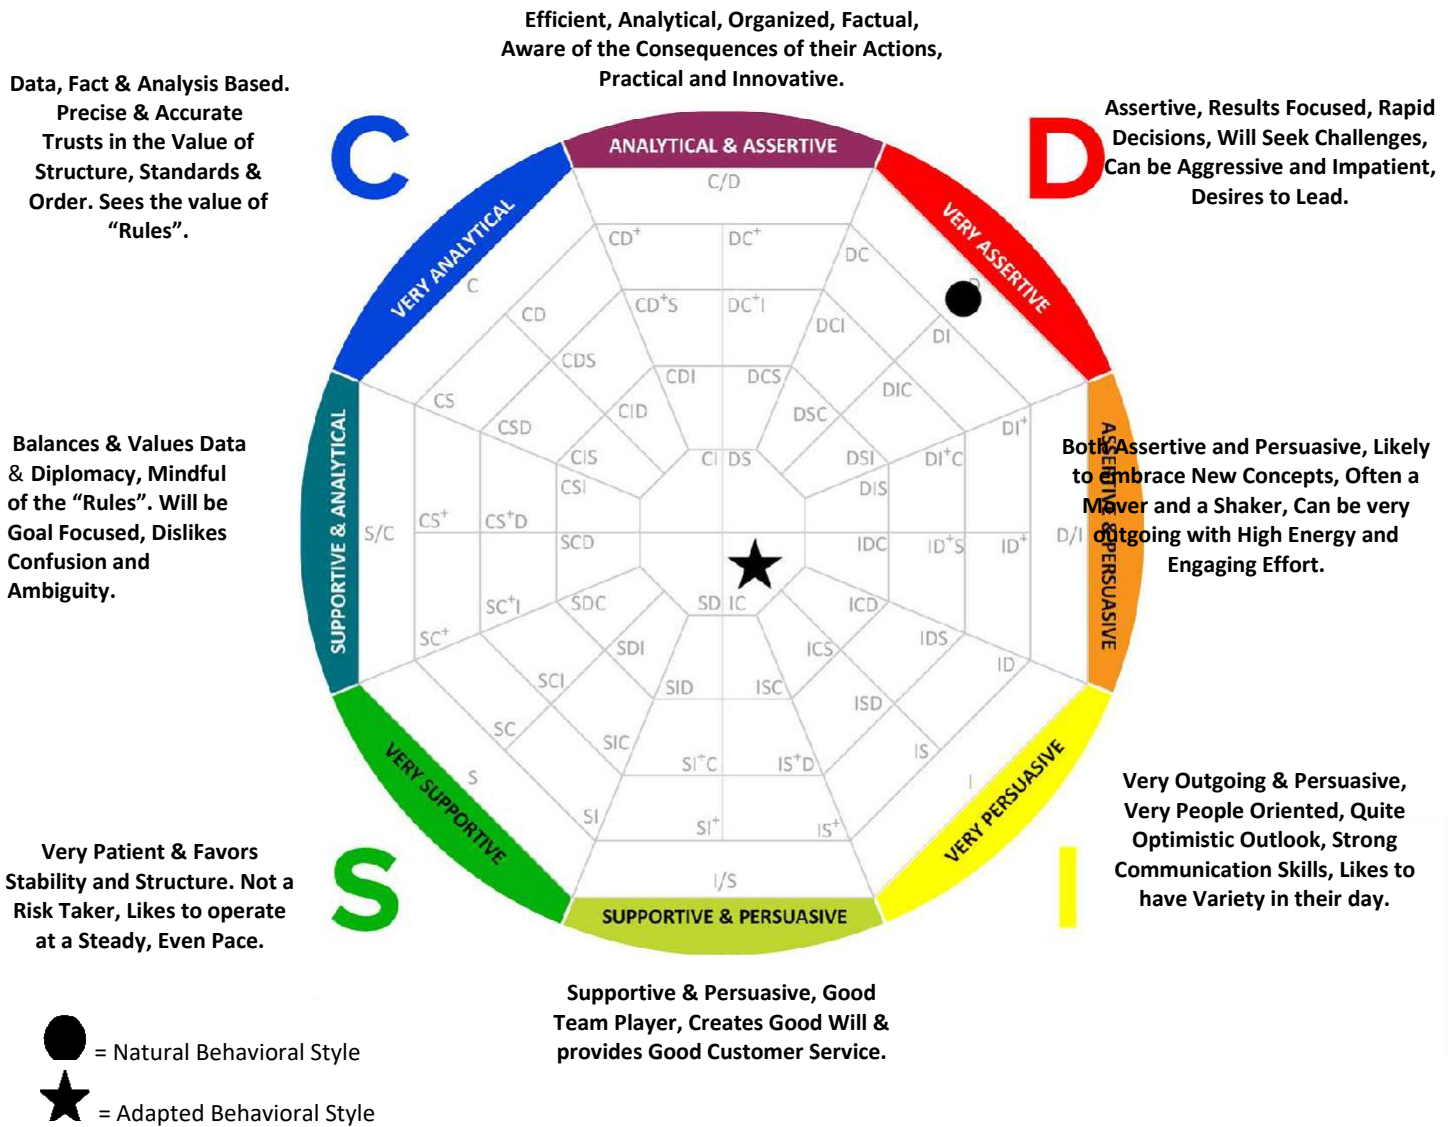 Efficient, Analytical, Organized, Factual,
Aware of the Consequences of their Actions,
Practical and Innovative.
Data, Fact & Analysis Based.
Precise & Accurate
Trusts in the Value of
Structure, Standards &
Order. Sees the value of
“Rules”.
C
D
Assertive, Results Focused, Rapid
Decisions, Will Seek Challenges,
Can be Aggressive and Impatient,
Desires to Lead.
ANALYTICAL & ASSERTIVE
VERY ANALYTICAL
VERY ASSERTIVE
C/D
CD+
DC+
DC
C
CD
CD+S
DC+I
DCI
DI
CDS
CDI
DCS
DIC
CS
CSD
CID
DSC
DI+
CIS
CI
DS
DSI
DI+C
CSI
DIS
Balances & Values Data
& Diplomacy, Mindful
of the “Rules”. Will be
Goal Focused, Dislikes
Confusion and
Ambiguity.
SUPPORTIVE & ANALYTICAL
ASSERTIVE & PERSUASIVE
Both Assertive and Persuasive, Likely
to embrace New Concepts, Often a
Mover and a Shaker, Can be very
outgoing with High Energy and
Engaging Effort.
S/C
CS+
CS+D
SCD
IDC
ID+S
ID+
D/I
SC+
SC+I
SDC
SD
IC
ICD
IDS
ID
SDI
ICS
SCI
SID
ISC
ISD
SC
SIC
SI+C
IS+D
IS
S
SI
SI+
IS+
I
I/S
VERY SUPPORTIVE
VERY PERSUASIVE
SUPPORTIVE & PERSUASIVE
S
I
Very Patient & Favors
Stability and Structure. Not a
Risk Taker, Likes to operate
at a Steady, Even Pace.
Very Outgoing & Persuasive,
Very People Oriented, Quite
Optimistic Outlook, Strong
Communication Skills, Likes to
have Variety in their day.
Supportive & Persuasive, Good
Team Player, Creates Good Will &
provides Good Customer Service.
= Natural Behavioral Style
= Adapted Behavioral Style